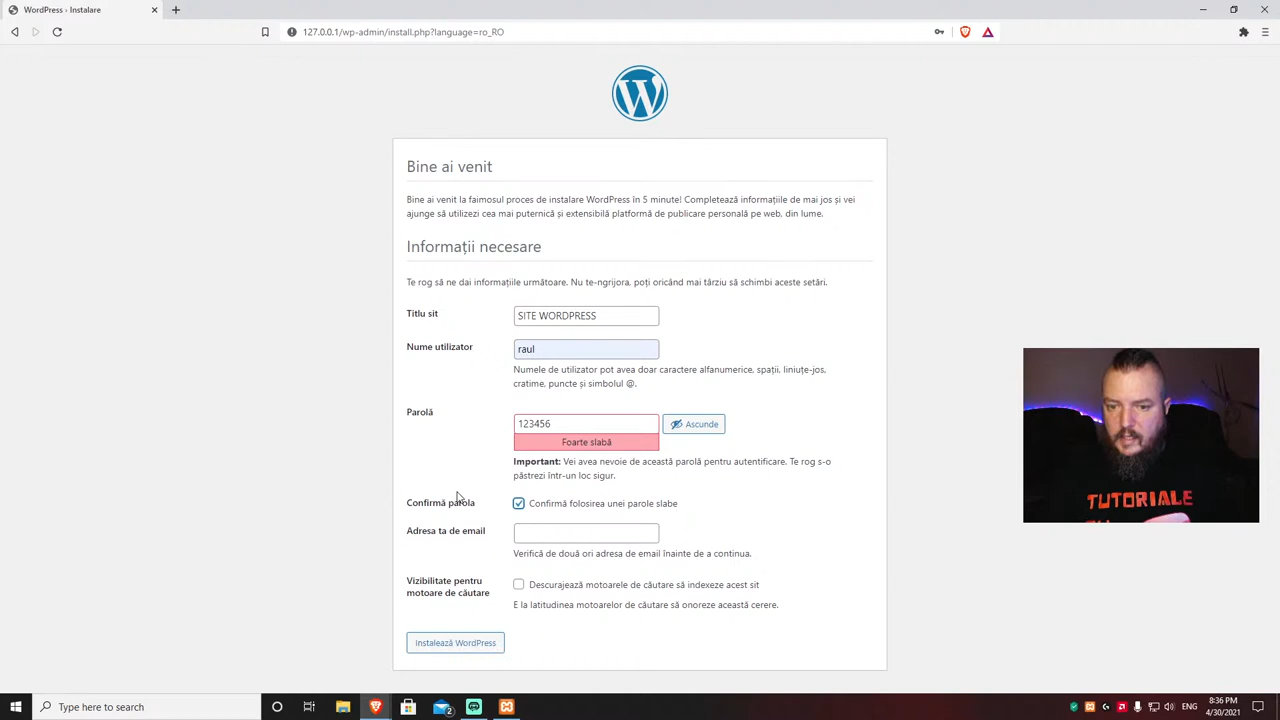 WordPress › Instalare
127.0.0.1/wp-admin/install.php?language=ro_RO
Bine ai venit
Bine ai venit la faimosul proces de instalare WordPress în 5 minute! Completează informațiile de mai jos și vei
ajunge să utilizezi cea mai puternică și extensibilă platformă de publicare personală pe web, din lume.
Informații necesare
Te rog să ne dai informațiile următoare. Nu te-ngrijora, poți oricând mai târziu să schimbi aceste setări.
Titlu sit
SITE WORDPRESS
Nume utilizator
raul
Numele de utilizator pot avea doar caractere alfanumerice, spații, liniuțe-jos,
cratime, puncte și simbolul @.
Parolă
123456
Ascunde
Foarte slabă
Important: Vei avea nevoie de această parolă pentru autentificare. Te rog s-o
păstrezi într-un loc sigur.
Confirmă parola
Confirmă folosirea unei parole slabe
Adresa ta de email
Verifică de două ori adresa de email înainte de a continua.
Vizibilitate pentru
motoare de căutare
Descurajează motoarele de căutare să indexeze acest sit
E la latitudinea motoarelor de căutare să onoreze această cerere.
Instalează WordPress
TUTORIALE
Type here to search
2
ENG
8:36 PM
4/30/2021